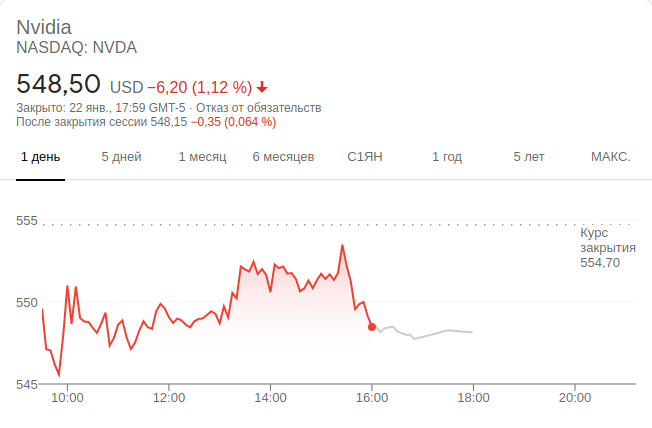 Nvidia
NASDAQ: NVDA
548,50 USD −6,20 (1,12 %)
Закрыто: 22 янв., 17:59 GMT-5 · Отказ от обязательств
После закрытия сессии 548,15 −0,35 (0,064 %)
1 день 5 дней 1 месяц 6 месяцев С1ЯН 1 год 5 лет МАКС.
555
Курс
закрытия
554,70
550
545
10:00 12:00 14:00 16:00 18:00 20:00